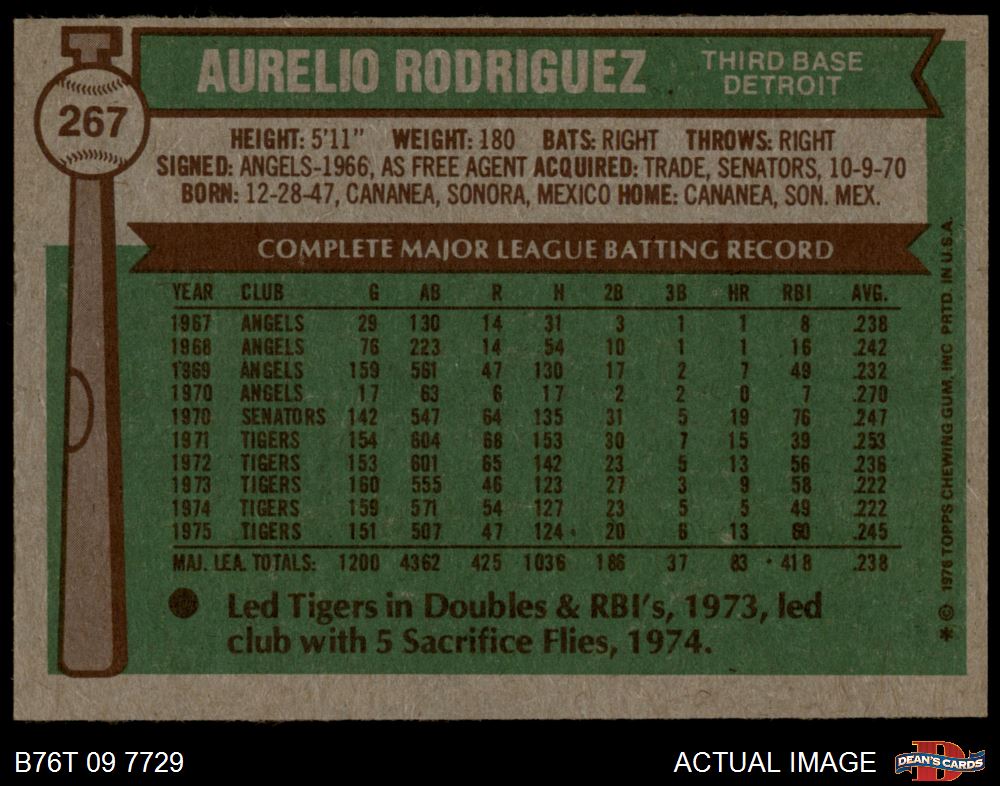 AURELIO RODRIGUEZ
THIRD BASE
DETROIT
267
HEIGHT: 5'11" WEIGHT: 180 BATS: RIGHT THROWS: RIGHT
SIGNED: ANGELS-1966, AS FREE AGENT ACQUIRED: TRADE, SENATORS, 10-9-70
BORN: 12-28-47, CANANEA, SONORA, MEXICO HOME: CANANEA, SON. MEX.
COMPLETE MAJOR LEAGUE BATTING RECORD
YEAR CLUB G AB R H 2B 3B HR RBI AVG.
1967 ANGELS 29 130 14 31 3 1 1 8 .238
1968 ANGELS 76 223 14 54 10 1 1 16 .242
1969 ANGELS 159 561 47 130 17 2 7 49 .232
1970 ANGELS 17 63 6 17 2 2 0 7 .270
1970 SENATORS 142 547 64 135 31 5 19 76 .247
1971 TIGERS 154 604 68 153 30 7 15 39 .253
1972 TIGERS 153 601 65 142 23 5 13 56 .236
1973 TIGERS 160 555 46 123 27 3 9 58 .222
1974 TIGERS 159 571 54 127 23 5 5 49 .222
1975 TIGERS 151 507 47 124 20 6 13 60 .245
MAJ. LEA. TOTALS: 1200 4362 425 1036 186 37 83 418 .238
● Led Tigers in Doubles & RBI's, 1973, led
club with 5 Sacrifice Flies, 1974.
*© 1976 TOPPS CHEWING GUM, INC PRTD. IN U.S.A.
B76T 09 7729
ACTUAL IMAGE
DEAN'S CARDS